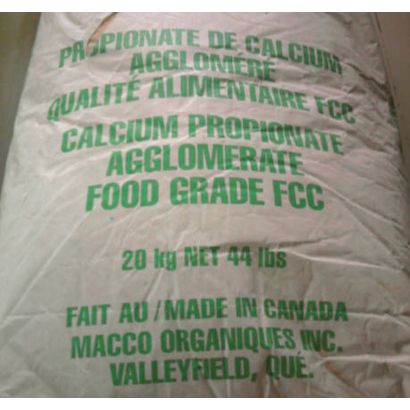 PROPIONATE DE CALCIUM
AGGLOMÉRÉ
QUALITÉ ALIMENTAIRE FCC
CALCIUM PROPIONATE
AGGLOMERATE
FOOD GRADE FCC
20 kg NET 44 lbs
FAIT AU / MADE IN CANADA
MACCO ORGANIQUES INC.
VALLEYFIELD, QUÉ.